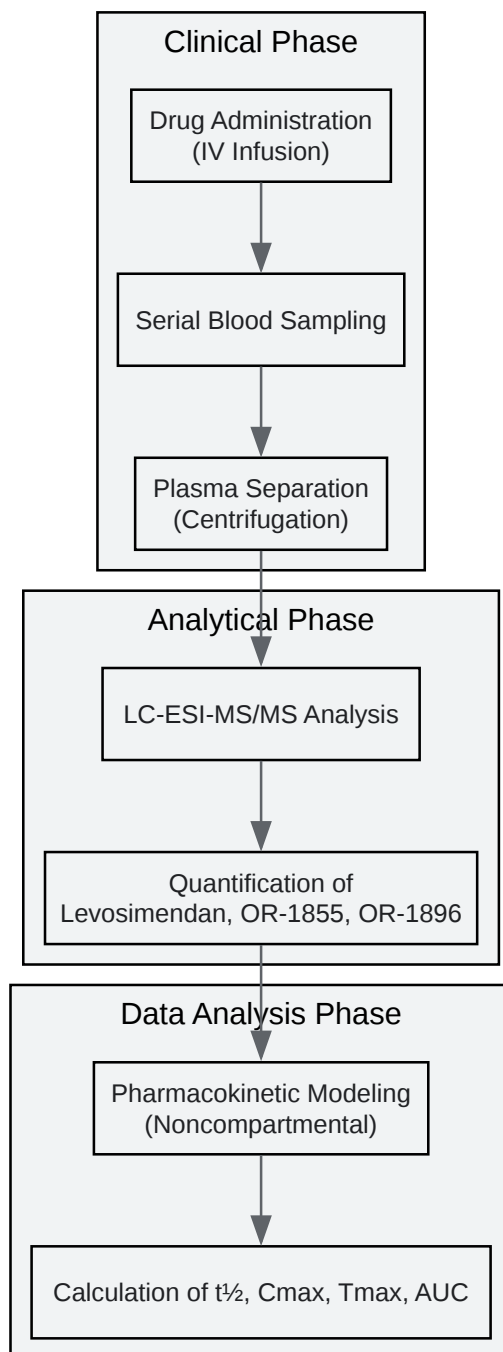 Clinical Phase
Drug Administration
(IV Infusion)
Serial Blood Sampling
Plasma Separation
(Centrifugation)
Analytical Phase
LC-ESI-MS/MS Analysis
Quantification of
Levosimendan, OR-1855, OR-1896
Data Analysis Phase
Pharmacokinetic Modeling
(Noncompartmental)
Calculation of t½, Cmax, Tmax, AUC